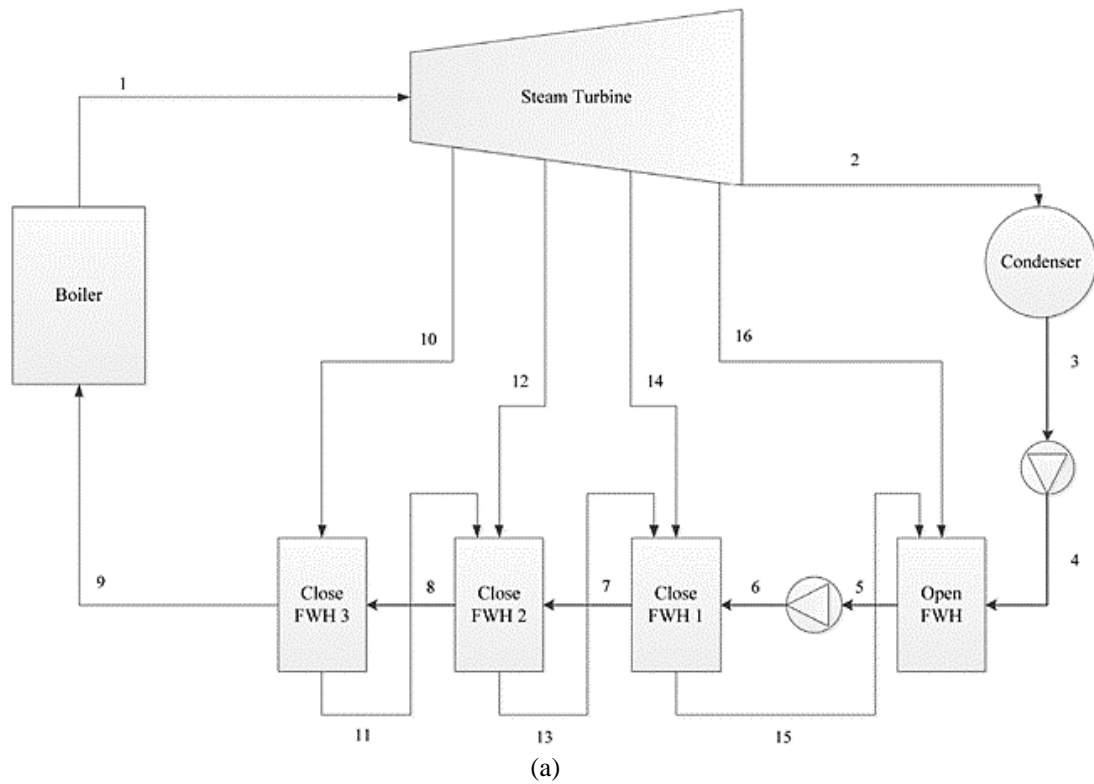 1
Steam Turbine
2
Boiler
Condenser
10
12
14
16
3
9
Close
FWH 3
8
Close
FWH 2
7
Close
FWH 1
6
5
Open
FWH
4
11
13
15
(a)